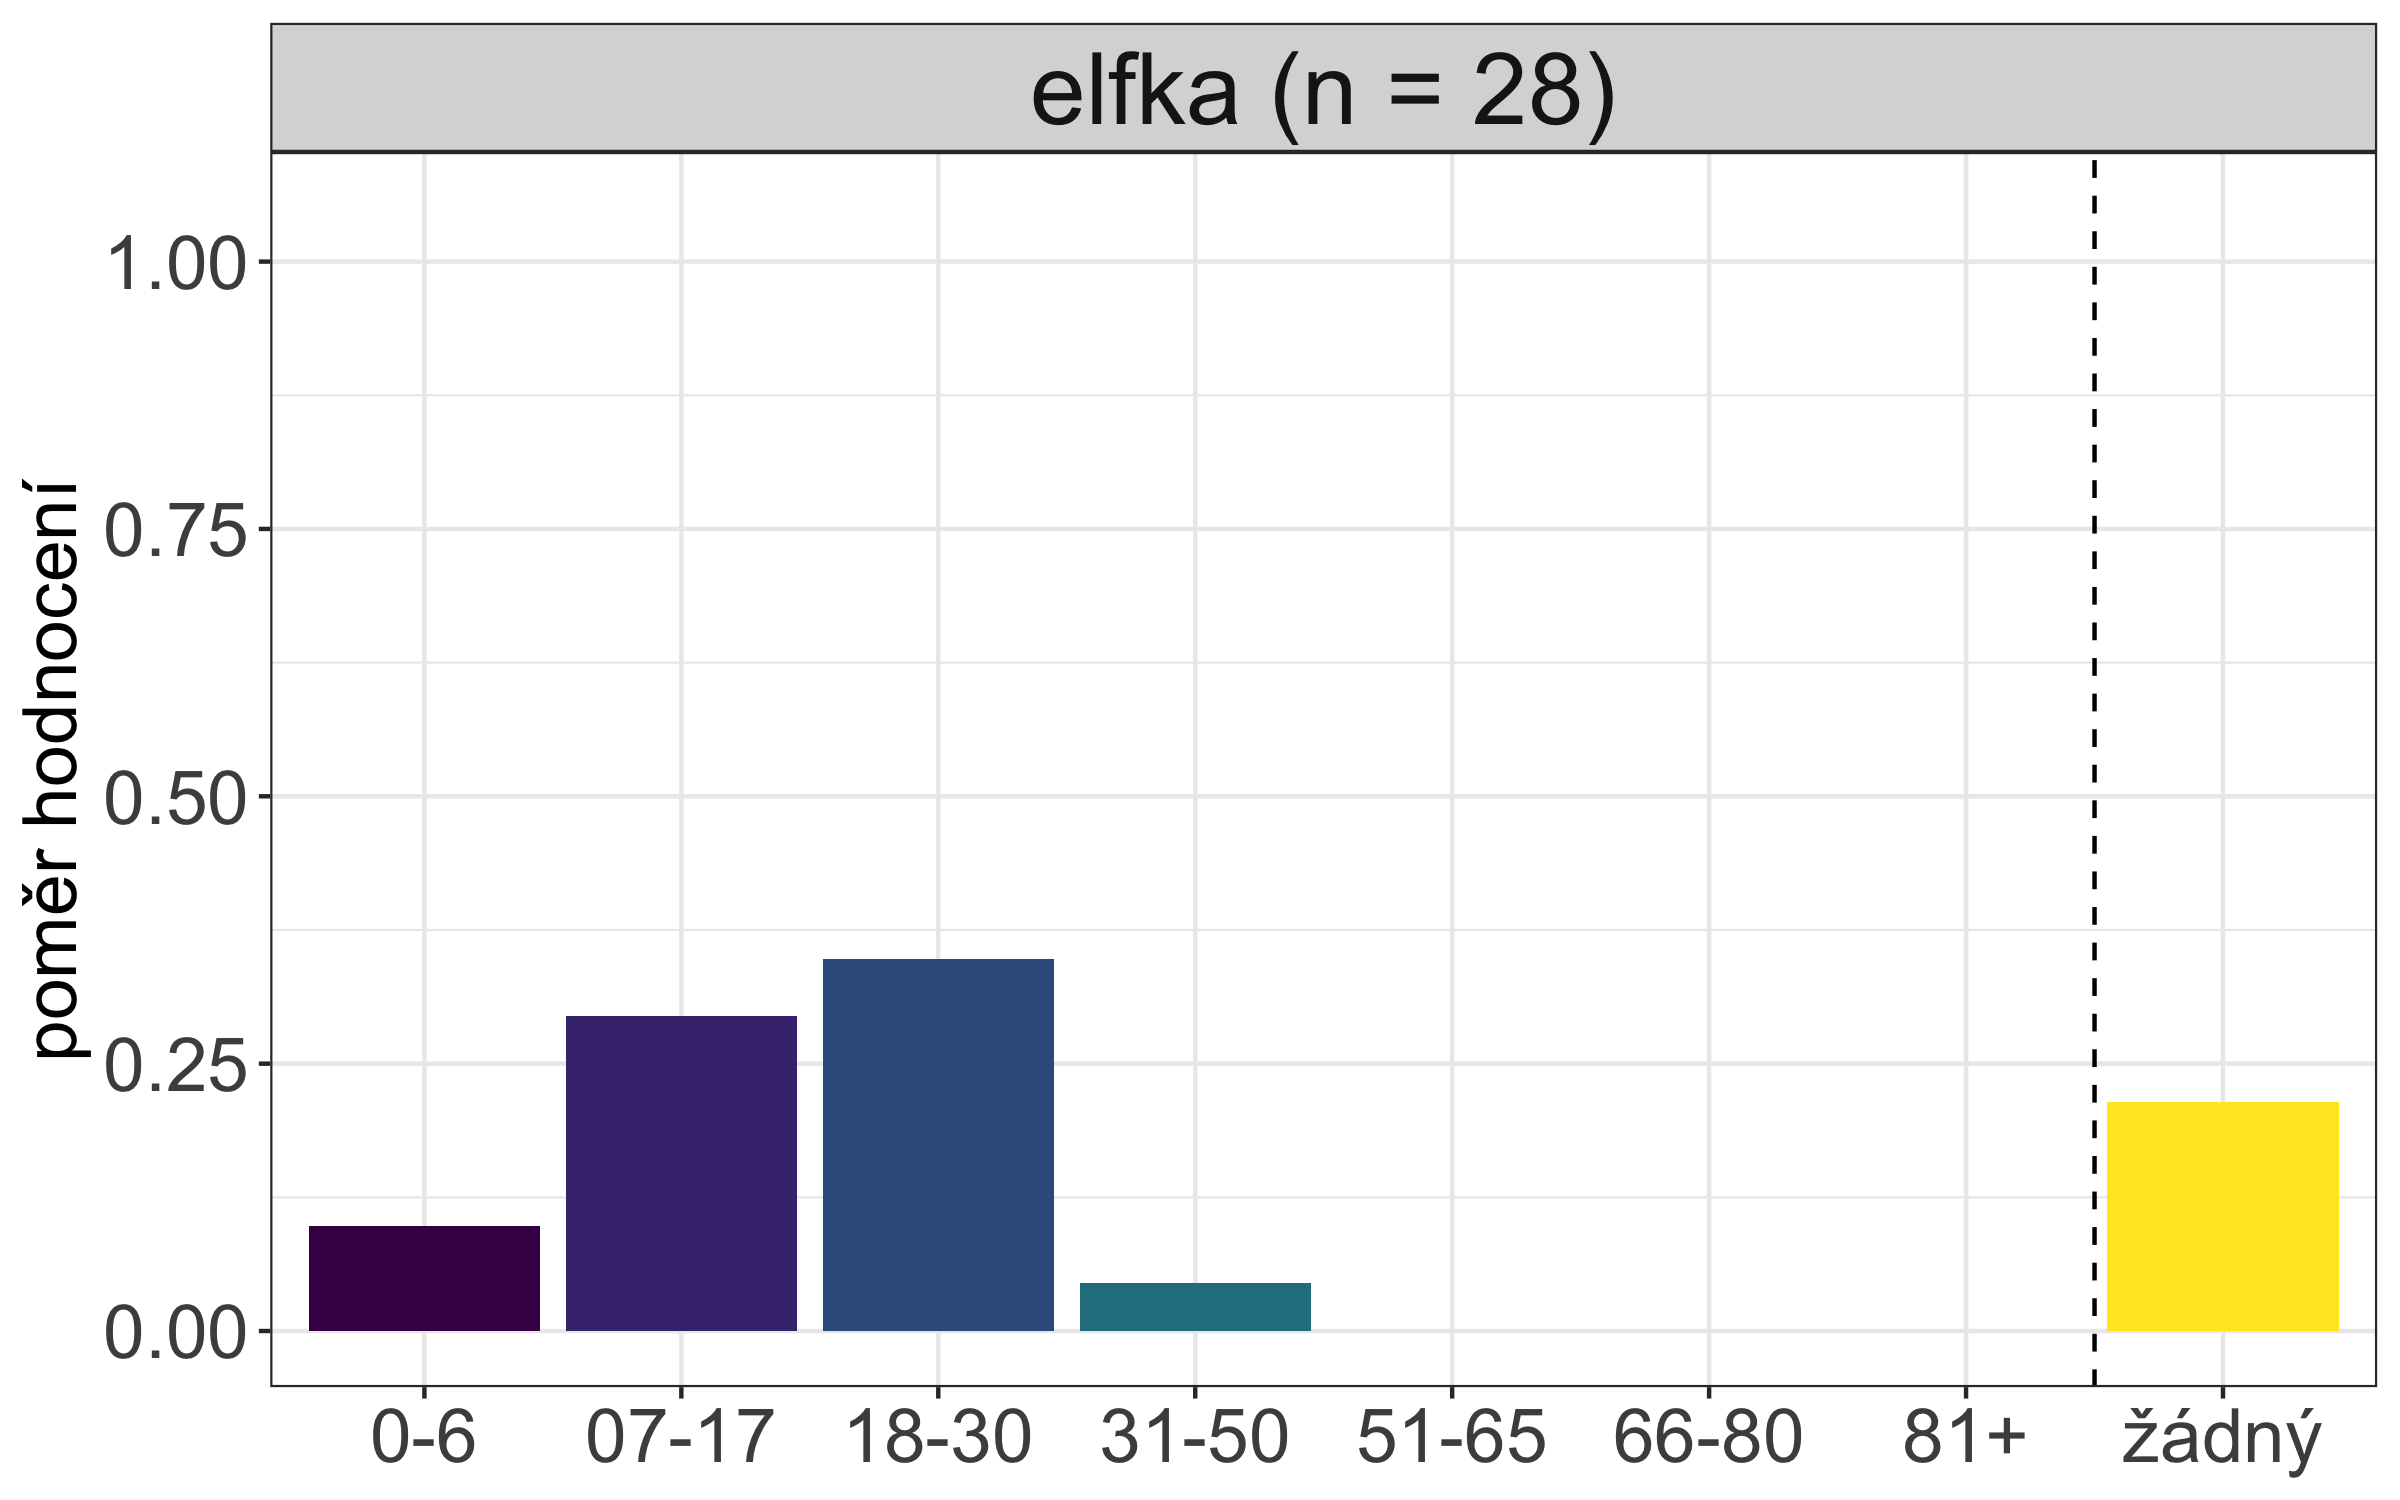 elfka (n = 28)
poměr hodnocení
1.00
0.75
0.50
0.25
0.00
0-6 07-17 18-30 31-50 51-65 66-80 81+ žádný